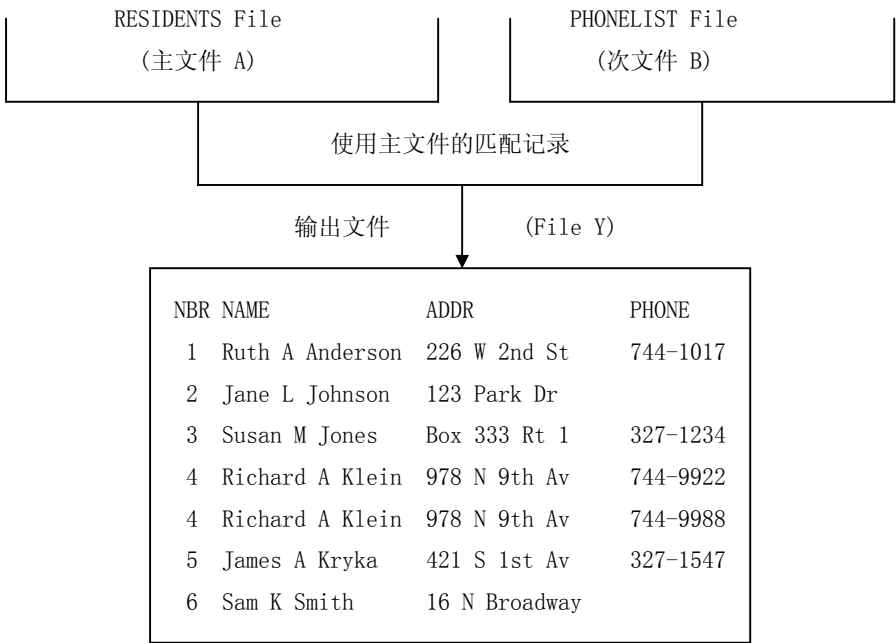 RESIDENTS File PHONELIST File
(主文件 A) (次文件 B)
使用主文件的匹配记录
输出文件 (File Y)
NBR NAME ADDR PHONE
1 Ruth A Anderson 226 W 2nd St 744-1017
2 Jane L Johnson 123 Park Dr
3 Susan M Jones Box 333 Rt 1 327-1234
4 Richard A Klein 978 N 9th Av 744-9922
4 Richard A Klein 978 N 9th Av 744-9988
5 James A Kryka 421 S 1st Av 327-1547
6 Sam K Smith 16 N Broadway